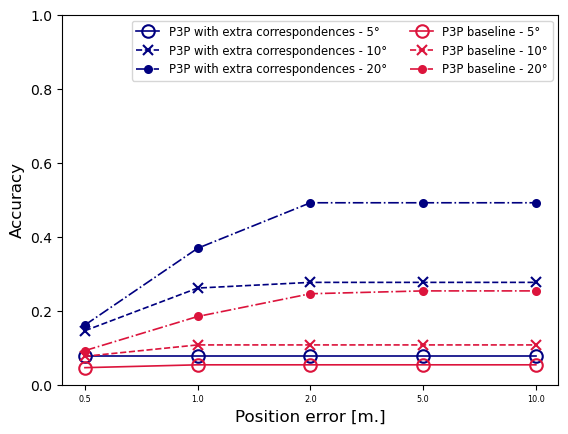 P3P with extra correspondences - 5°
P3P with extra correspondences - 10°
P3P with extra correspondences - 20°
P3P baseline - 5°
P3P baseline - 10°
P3P baseline - 20°
1.0
0.8
0.6
0.4
0.2
0.0
Accuracy
0.5 1.0 2.0 5.0 10.0
Position error [m.]